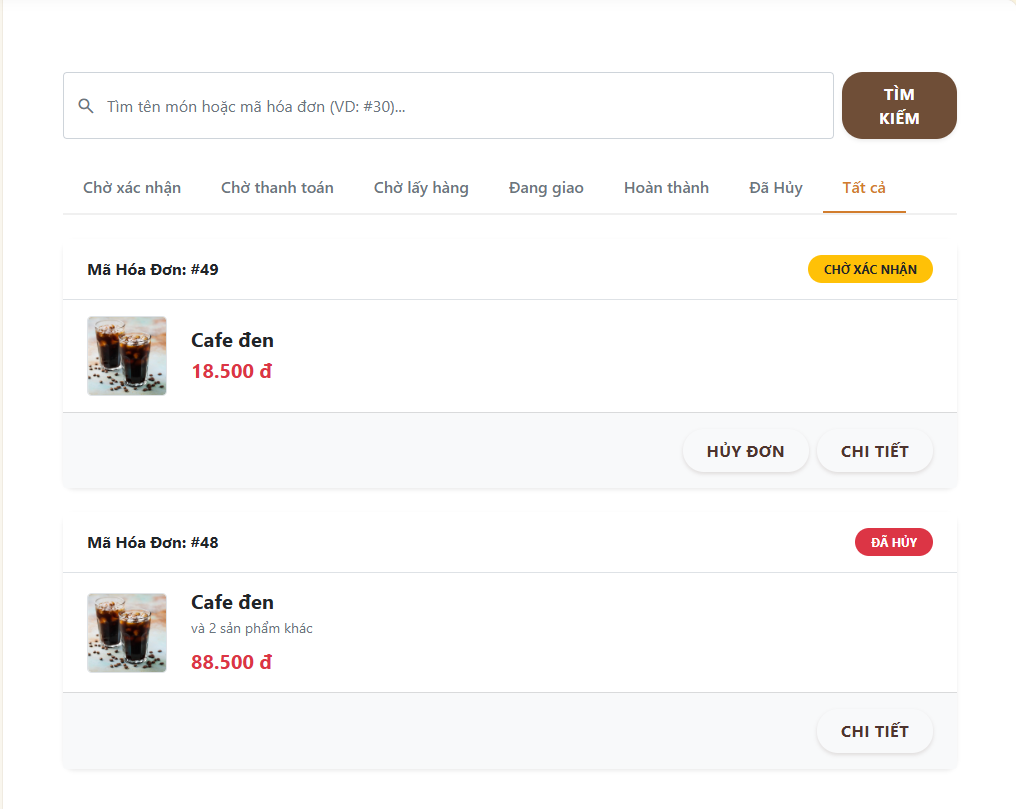 Tìm tên món hoặc mã hóa đơn (VD: #30)...
TÌM
KIẾM
Chờ xác nhận
Chờ thanh toán
Chờ lấy hàng
Đang giao
Hoàn thành
Đã Hủy
Tất cả
Mã Hóa Đơn: #49
CHỜ XÁC NHẬN
Cafe đen
18.500 đ
HỦY ĐƠN
CHI TIẾT
Mã Hóa Đơn: #48
ĐÃ HỦY
Cafe đen
và 2 sản phẩm khác
88.500 đ
CHI TIẾT